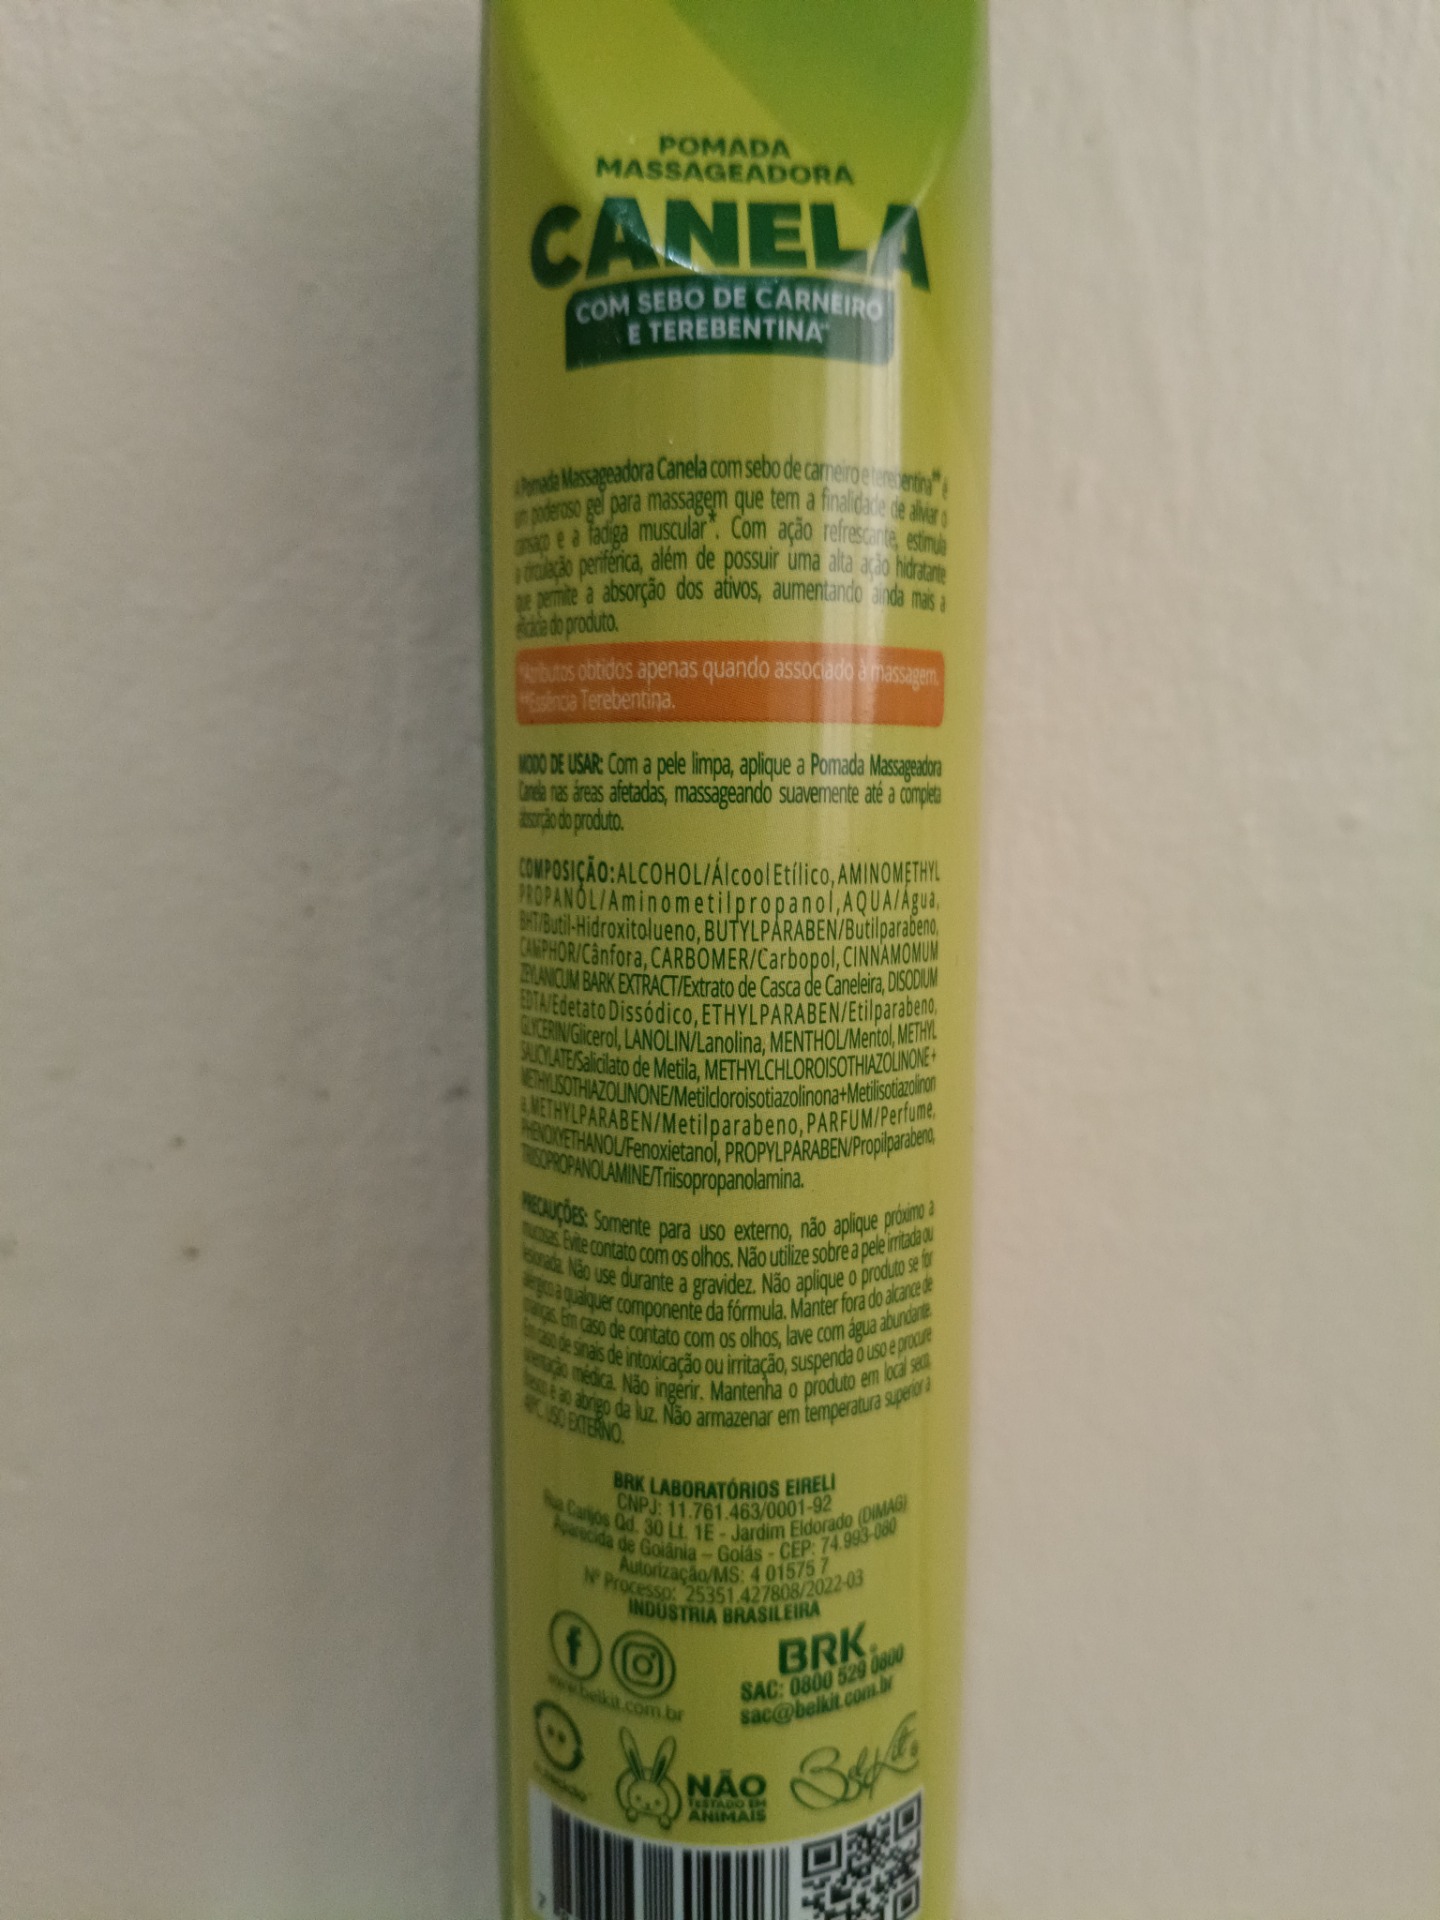 POMADA
MASSAGEADORA
CANELA
COM SEBO DE CARNEIRO
E TEREBENTINA**
A Pomada Massageadora Canela com sebo de carneiro e terebentina** é
um poderoso gel para massagem que tem a finalidade de aliviar o
cansaço e a fadiga muscular*. Com ação refrescante, estimula
a circulação periférica, além de possuir uma alta ação hidratante
que permite a absorção dos ativos, aumentando ainda mais a
eficácia do produto.
*Atributos obtidos apenas quando associado à massagem.
**Essência Terebentina.
MODO DE USAR: Com a pele limpa, aplique a Pomada Massageadora
Canela nas áreas afetadas, massageando suavemente até a completa
absorção do produto.
COMPOSIÇÃO: ALCOHOL/Álcool Etílico, AMINOMETHYL
PROPANOL/Aminometilpropanol, AQUA/Água,
BHT/Butil-Hidroxitolueno, BUTYLPARABEN/Butilparabeno,
CAMPHOR/Cânfora, CARBOMER/Carbopol, CINNAMOMUM
ZEYLANICUM BARK EXTRACT/Extrato de Casca de Caneleira, DISODIUM
EDTA/Edetato Dissódico, ETHYLPARABEN/Etilparabeno,
GLYCERIN/Glicerol, LANOLIN/Lanolina, MENTHOL/Mentol, METHYL
SALICYLATE/Salicilato de Metila, METHYLCHLOROISOTHIAZOLINONE+
METHYLISOTHIAZOLINONE/Metilcloroisotiazolinona+Metilisotiazolinon
a, METHYLPARABEN/Metilparabeno, PARFUM/Perfume,
PHENOXYETHANOL/Fenoxietanol, PROPYLPARABEN/Propilparabeno,
TRIISOPROPANOLAMINE/Triisopropanolamina.
PRECAUÇÕES: Somente para uso externo, não aplique próximo a
mucosas. Evite contato com os olhos. Não utilize sobre a pele irritada ou
lesionada. Não use durante a gravidez. Não aplique o produto se for
alérgico a qualquer componente da fórmula. Manter fora do alcance de
crianças. Em caso de contato com os olhos, lave com água abundante.
Em caso de sinais de intoxicação ou irritação, suspenda o uso e procure
orientação médica. Não ingerir. Mantenha o produto em local seco,
fresco e ao abrigo da luz. Não armazenar em temperatura superior a
40ºC. USO EXTERNO.
BRK LABORATÓRIOS EIRELI
CNPJ: 11.761.463/0001-92
Rua Carijós Qd. 30 Lt. 1E - Jardim Eldorado (DIMAG)
Aparecida de Goiânia – Goiás - CEP: 74.993-080
Autorização/MS: 4 01575 7
Nº Processo: 25351.427808/2022-03
INDÚSTRIA BRASILEIRA
BRK
SAC: 0800 529 0800
www.belkit.com.br
sac@belkit.com.br
BelKit
NÃO
TESTADO EM
ANIMAIS
7